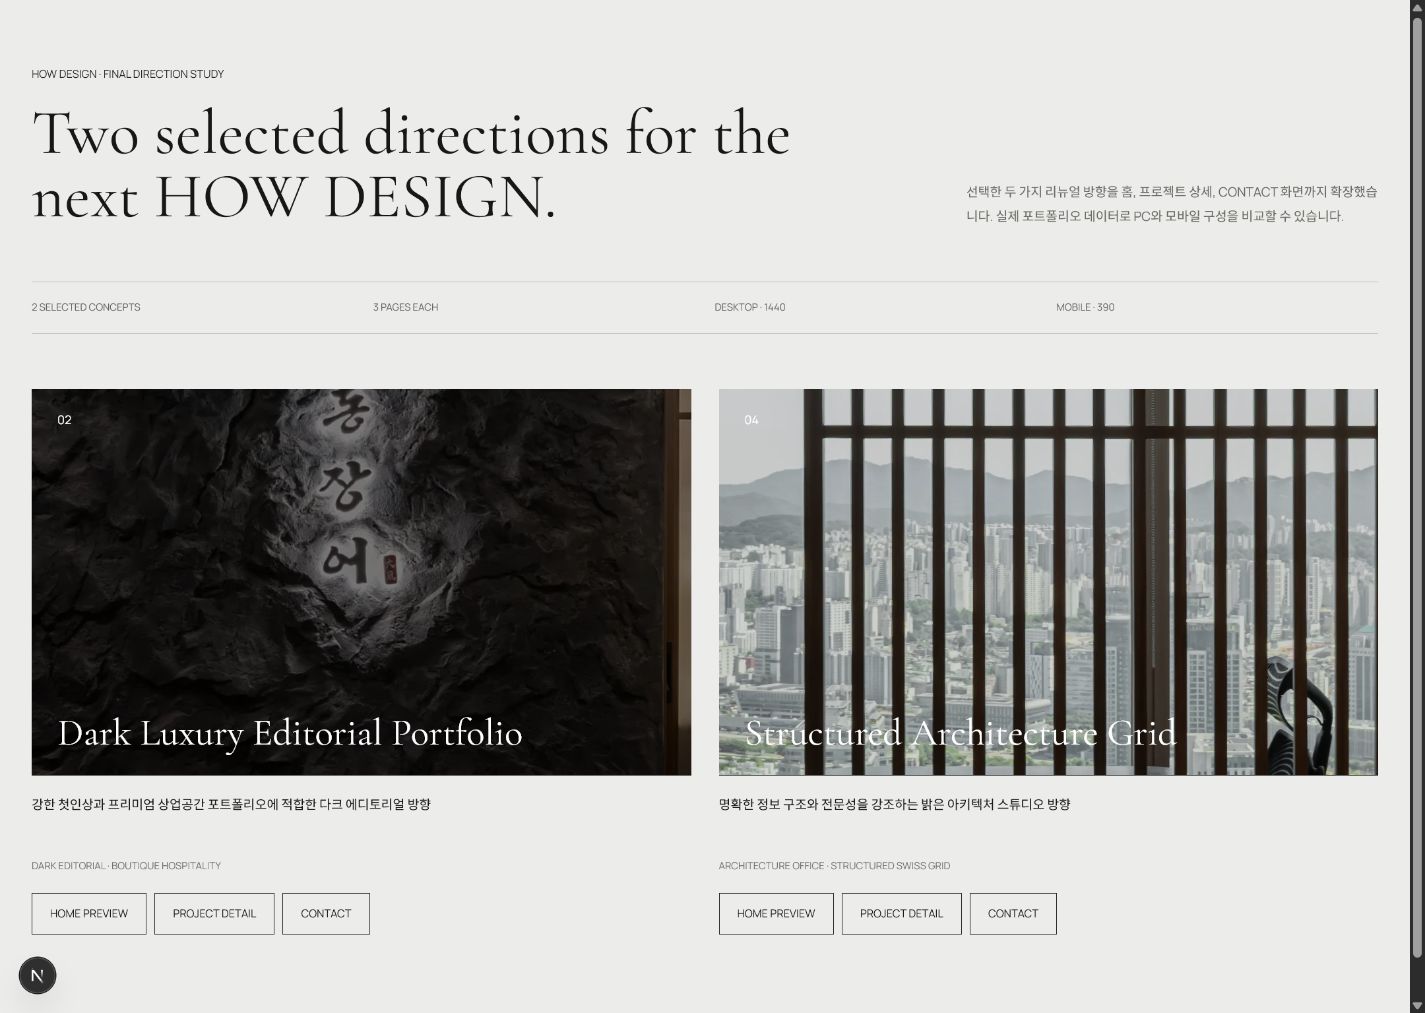 HOW DESIGN · FINAL DIRECTION STUDY
Two selected directions for the
next HOW DESIGN.
선택한 두 가지 리뉴얼 방향을 홈, 프로젝트 상세, CONTACT 화면까지 확장했습
니다. 실제 포트폴리오 데이터로 PC와 모바일 구성을 비교할 수 있습니다.
2 SELECTED CONCEPTS
3 PAGES EACH
DESKTOP · 1440
MOBILE · 390
02
장
어
Dark Luxury Editorial Portfolio
강한 첫인상과 프리미엄 상업공간 포트폴리오에 적합한 다크 에디토리얼 방향
DARK EDITORIAL · BOUTIQUE HOSPITALITY
HOME PREVIEW
PROJECT DETAIL
CONTACT
04
Structured Architecture Grid
명확한 정보 구조와 전문성을 강조하는 밝은 아키텍처 스튜디오 방향
ARCHITECTURE OFFICE · STRUCTURED SWISS GRID
HOME PREVIEW
PROJECT DETAIL
CONTACT
N